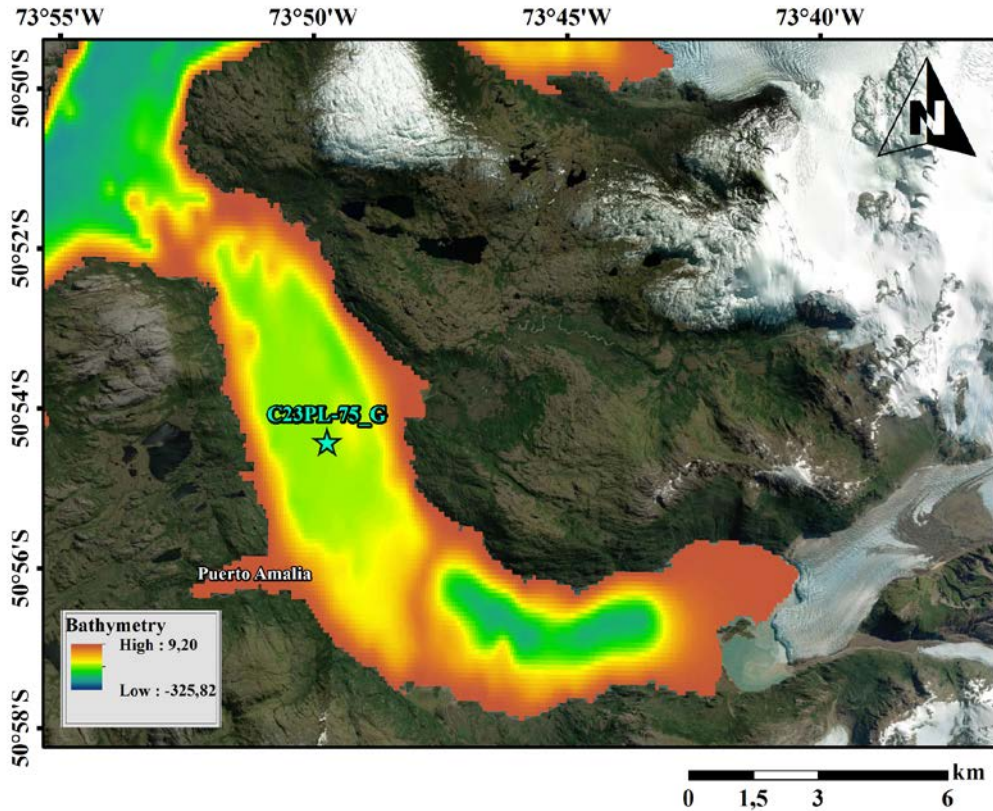 73°55'W 73°50'W 73°45'W 73°40'W
50°50'S
N
50°52'S
50°54'S
C23PL-75_G
50°56'S
Puerto Amalia
Bathymetry
High : 9,20
Low : -325,82
50°58'S
km
0 1,5 3 6